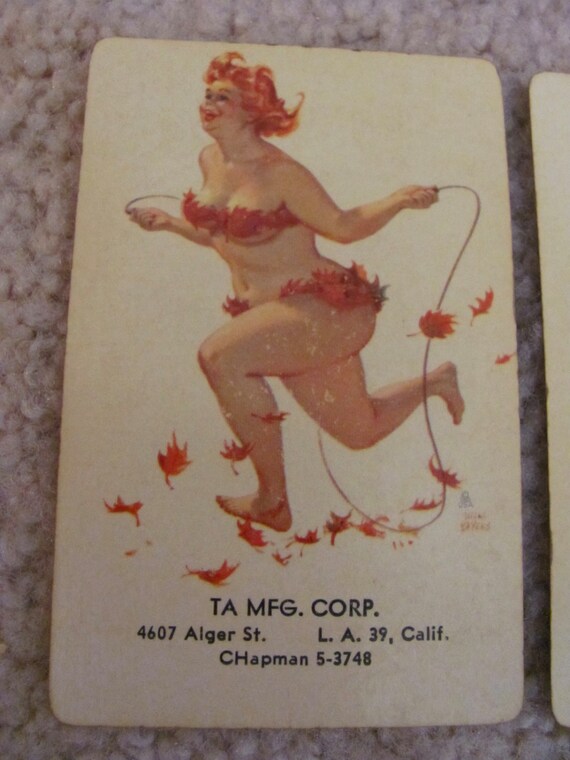 TA MFG. CORP.
4607 Alger St. L. A. 39, Calif.
CHapman 5-3748